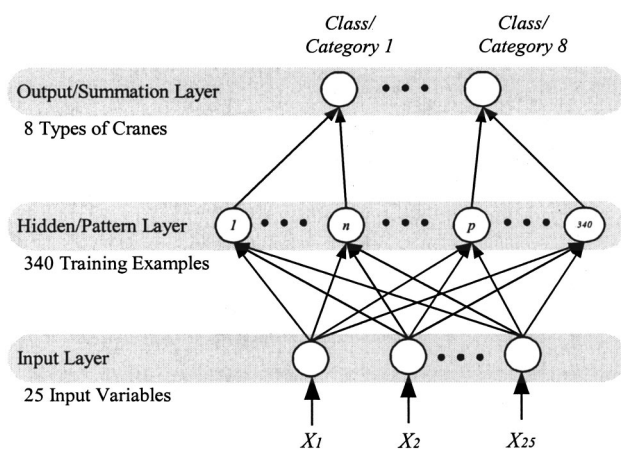 Class/ Class/
Category 1 Category 8
Output/Summation Layer
8 Types of Cranes
Hidden/Pattern Layer 1 n p 340
340 Training Examples
Input Layer
25 Input Variables
X1 X2 X25